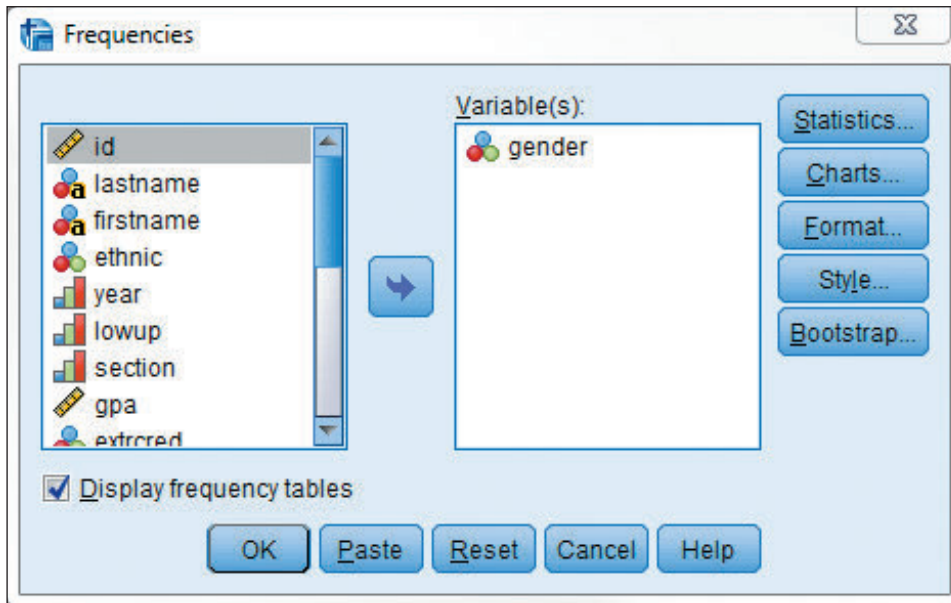 Frequencies
Variable(s):
id
lastname
firstname
ethnic
year
lowup
section
gpa
extrcred
gender
Statistics...
Charts...
Format...
Style...
Bootstrap...
Display frequency tables
OK Paste Reset Cancel Help